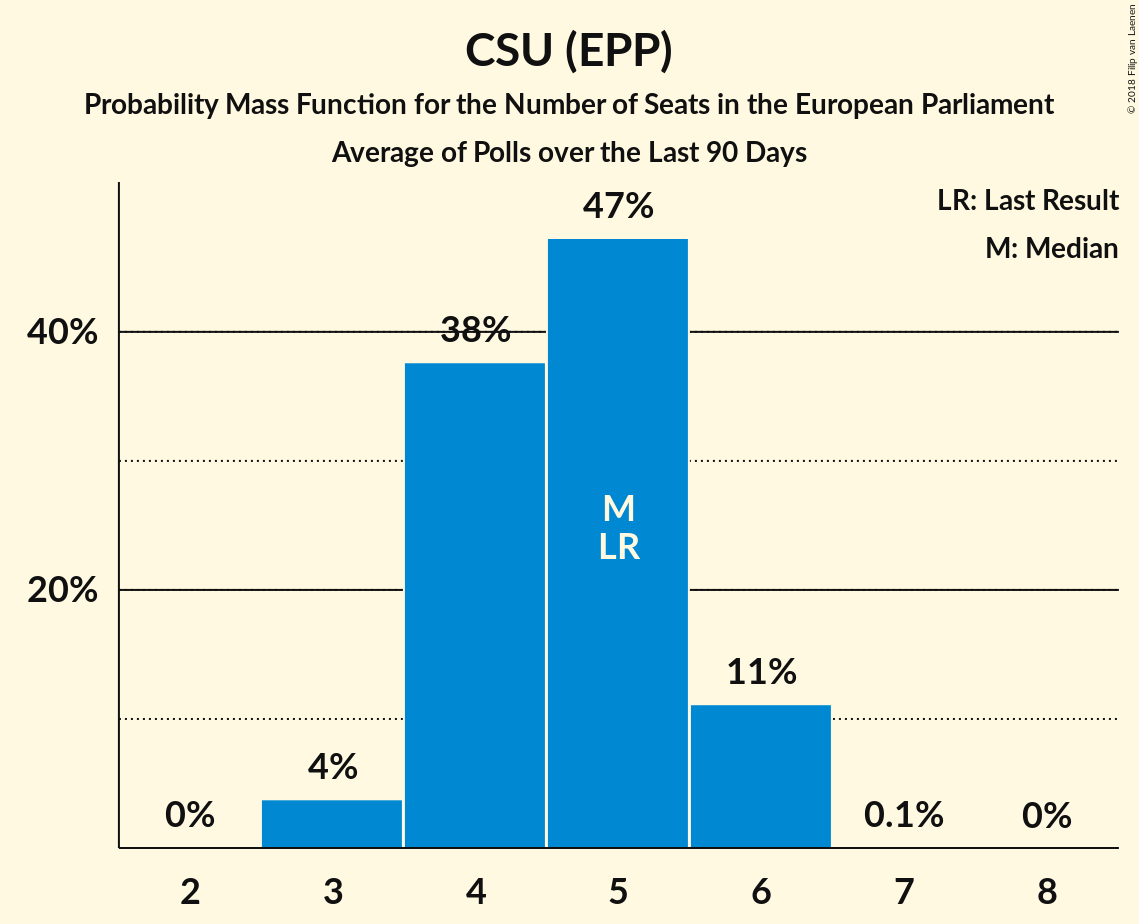 CSU (EPP)
Probability Mass Function for the Number of Seats in the European Parliament
Average of Polls over the Last 90 Days
© 2018 Filip van Laenen
LR: Last Result
M: Median
47%
40%
38%
M
LR
20%
11%
4%
0%
0.1%
0%
2 3 4 5 6 7 8